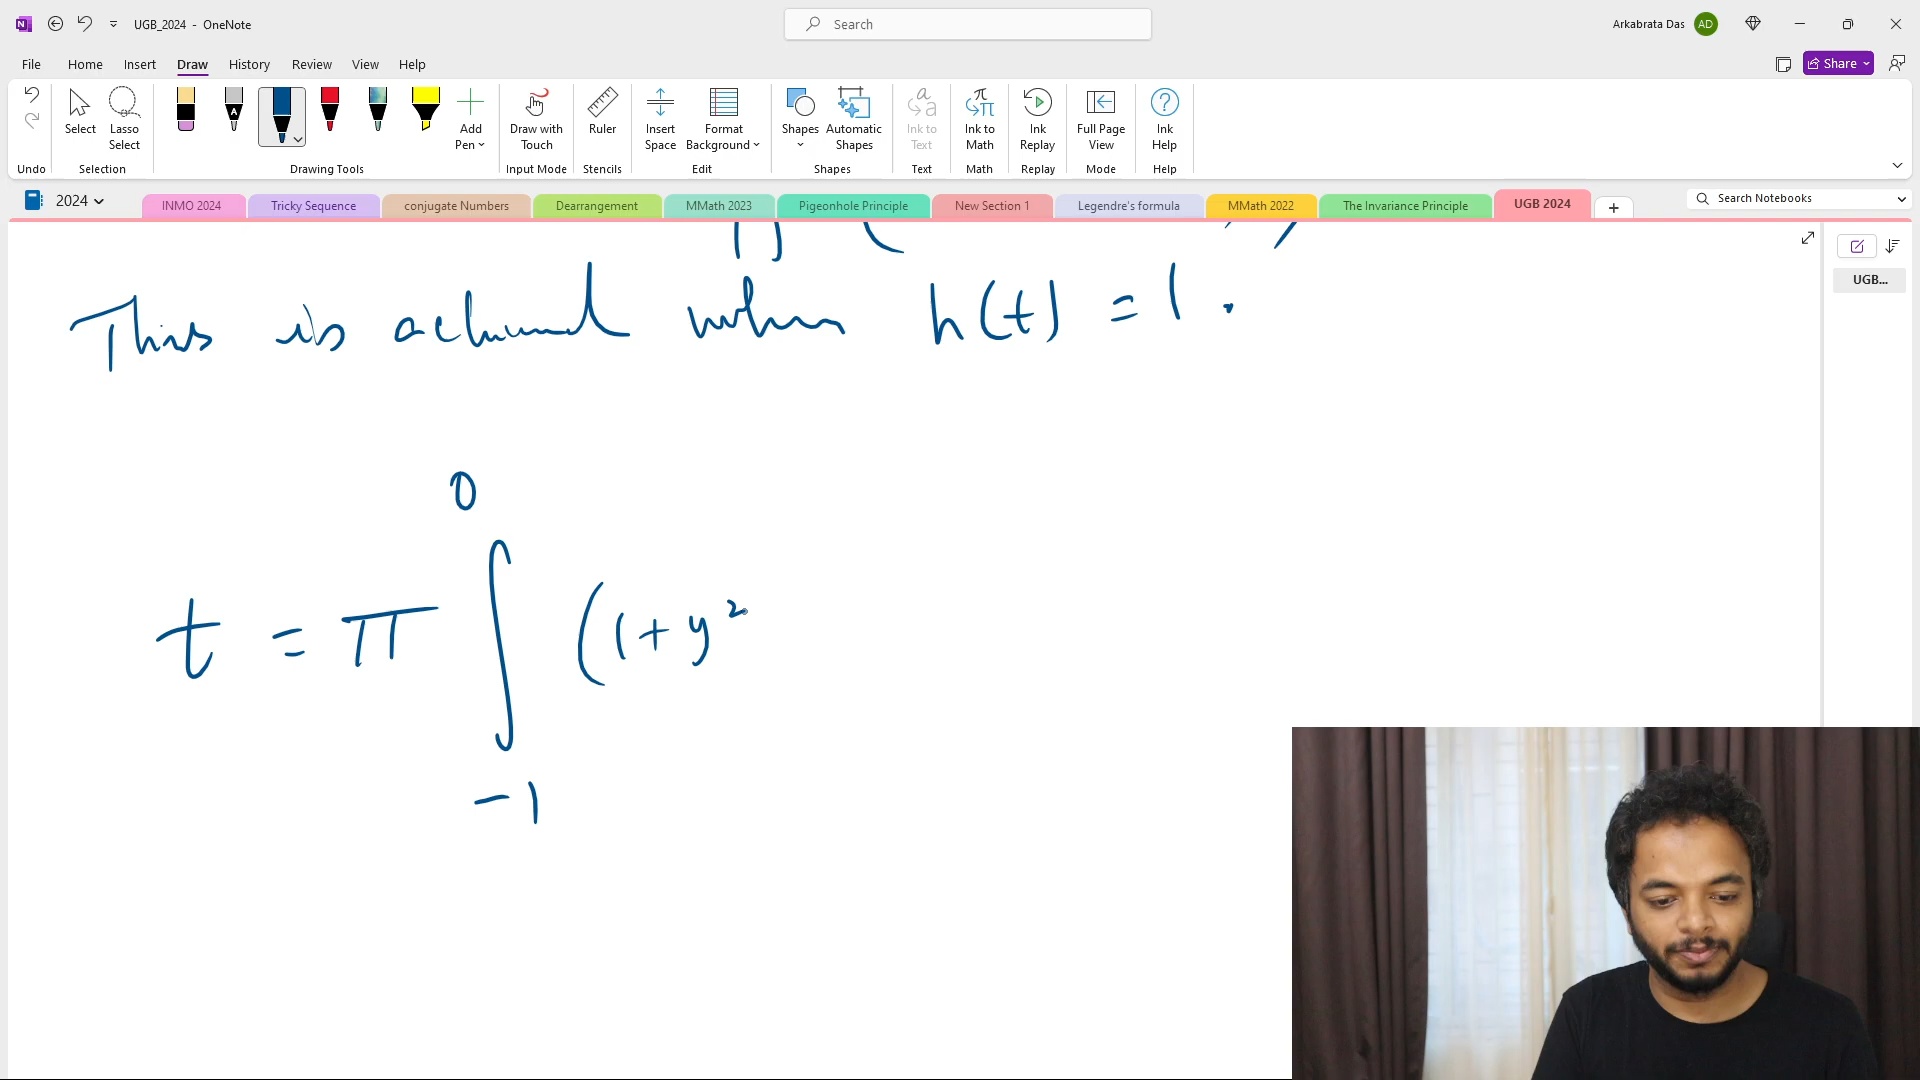 UGB_2024 - OneNote
Search
Arkabrata Das AD
File Home Insert Draw History Review View Help
Share
Select Lasso Select
A
Add Pen
Draw with Touch
Ruler
Insert Space
Format Background
Shapes
Automatic Shapes
Ink to Text
Ink to Math
Ink Replay
Full Page View
Ink Help
Undo Selection Drawing Tools Input Mode Stencils Edit Shapes Text Math Replay Mode Help
2024
INMO 2024 Tricky Sequence conjugate Numbers Dearrangement MMath 2023 Pigeonhole Principle New Section 1 Legendre's formula MMath 2022 The Invariance Principle UGB 2024 +
Search Notebooks
UGB...
This is when h(t) = 1 .
0
t = π ∫ (1 + y²
-1